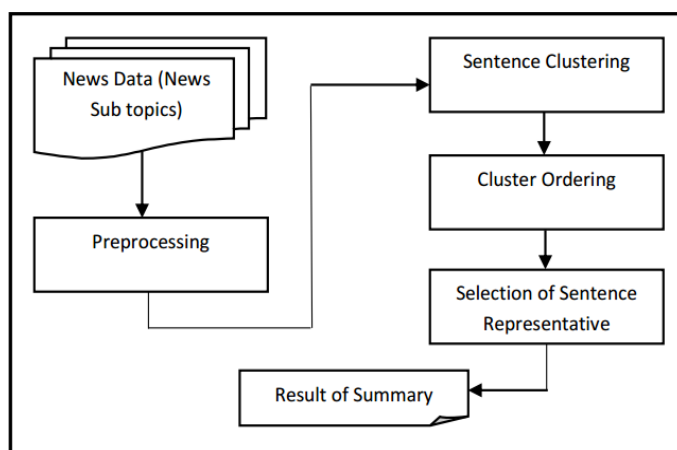 News Data (News
Sub topics)
Preprocessing
Sentence Clustering
Cluster Ordering
Selection of Sentence
Representative
Result of Summary